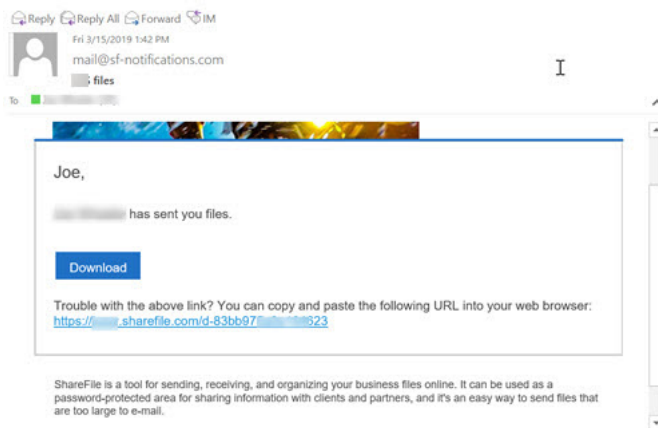 Reply Reply All Forward IM
Fri 3/15/2019 1:42 PM
mail@sf-notifications.com
files
To
Joe,
has sent you files.
Download
Trouble with the above link? You can copy and paste the following URL into your web browser:
https:// .sharefile.com/d-83bb97 623
ShareFile is a tool for sending, receiving, and organizing your business files online. It can be used as a
password-protected area for sharing information with clients and partners, and it's an easy way to send files that
are too large to e-mail.